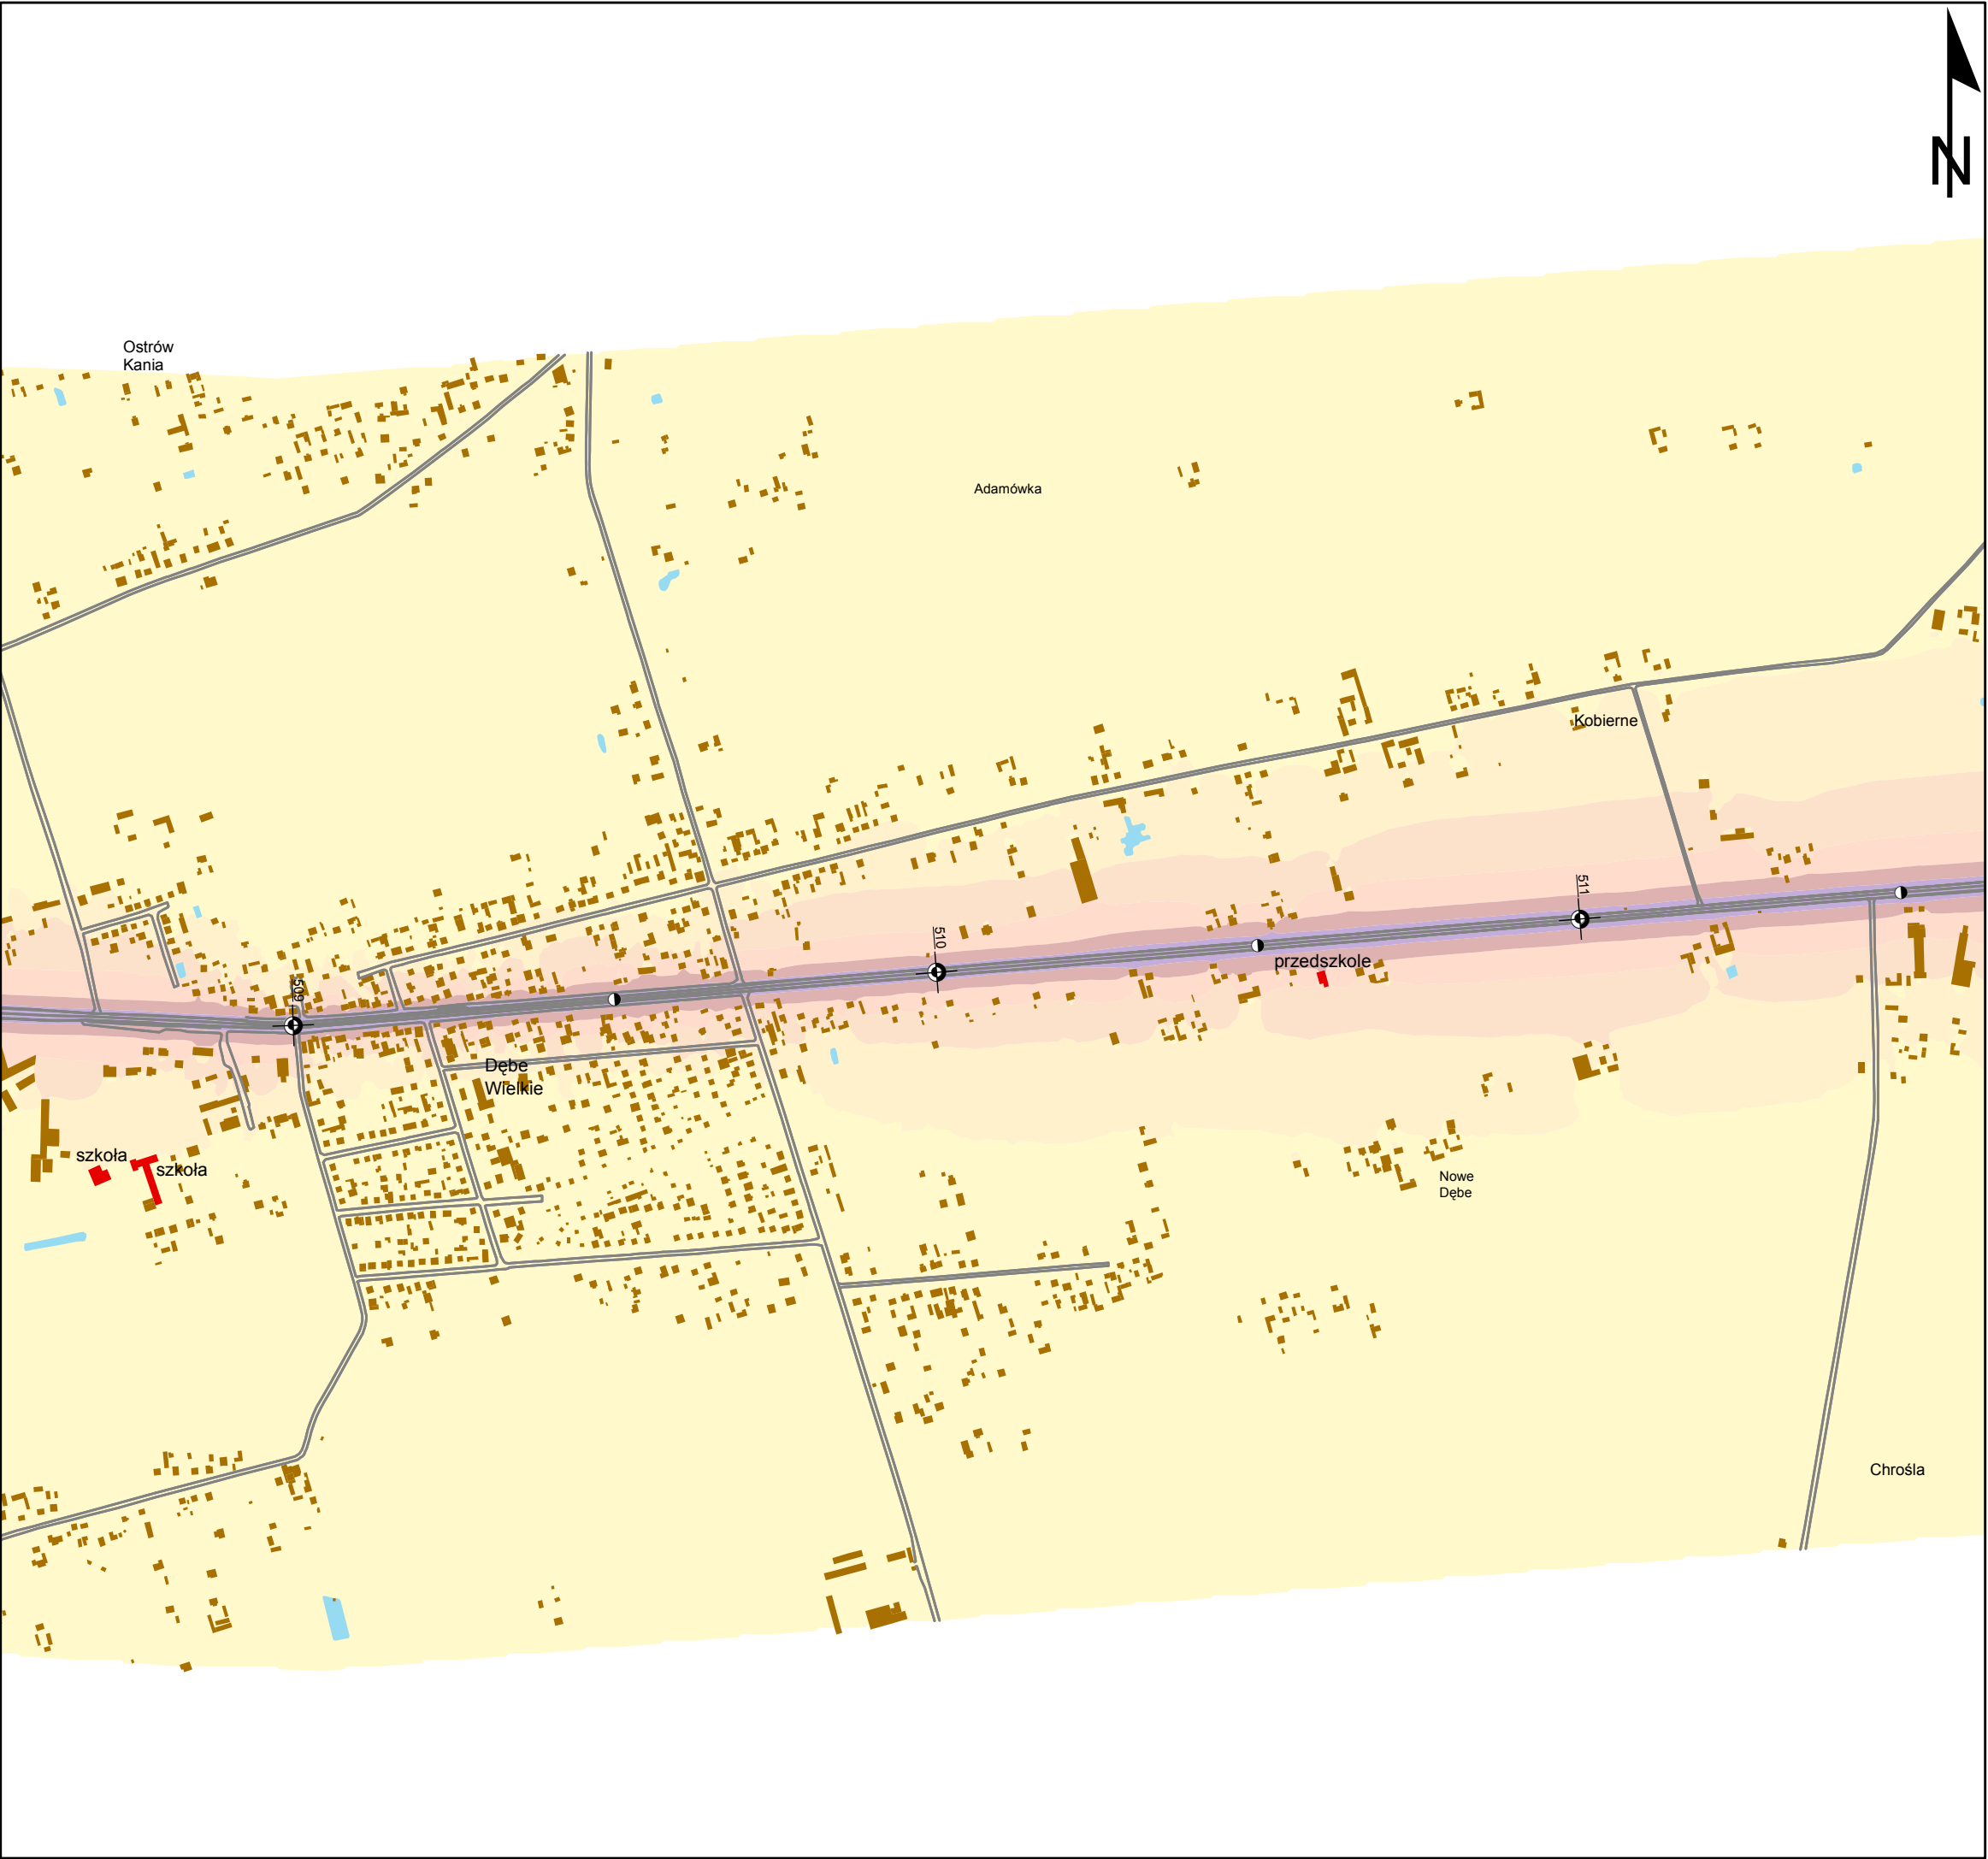 N
Ostrów
Kania
Adamówka
Kobierne
511
510
przedszkole
509
Dębe
Wielkie
szkoła
szkoła
Nowe
Dębe
Chrośla